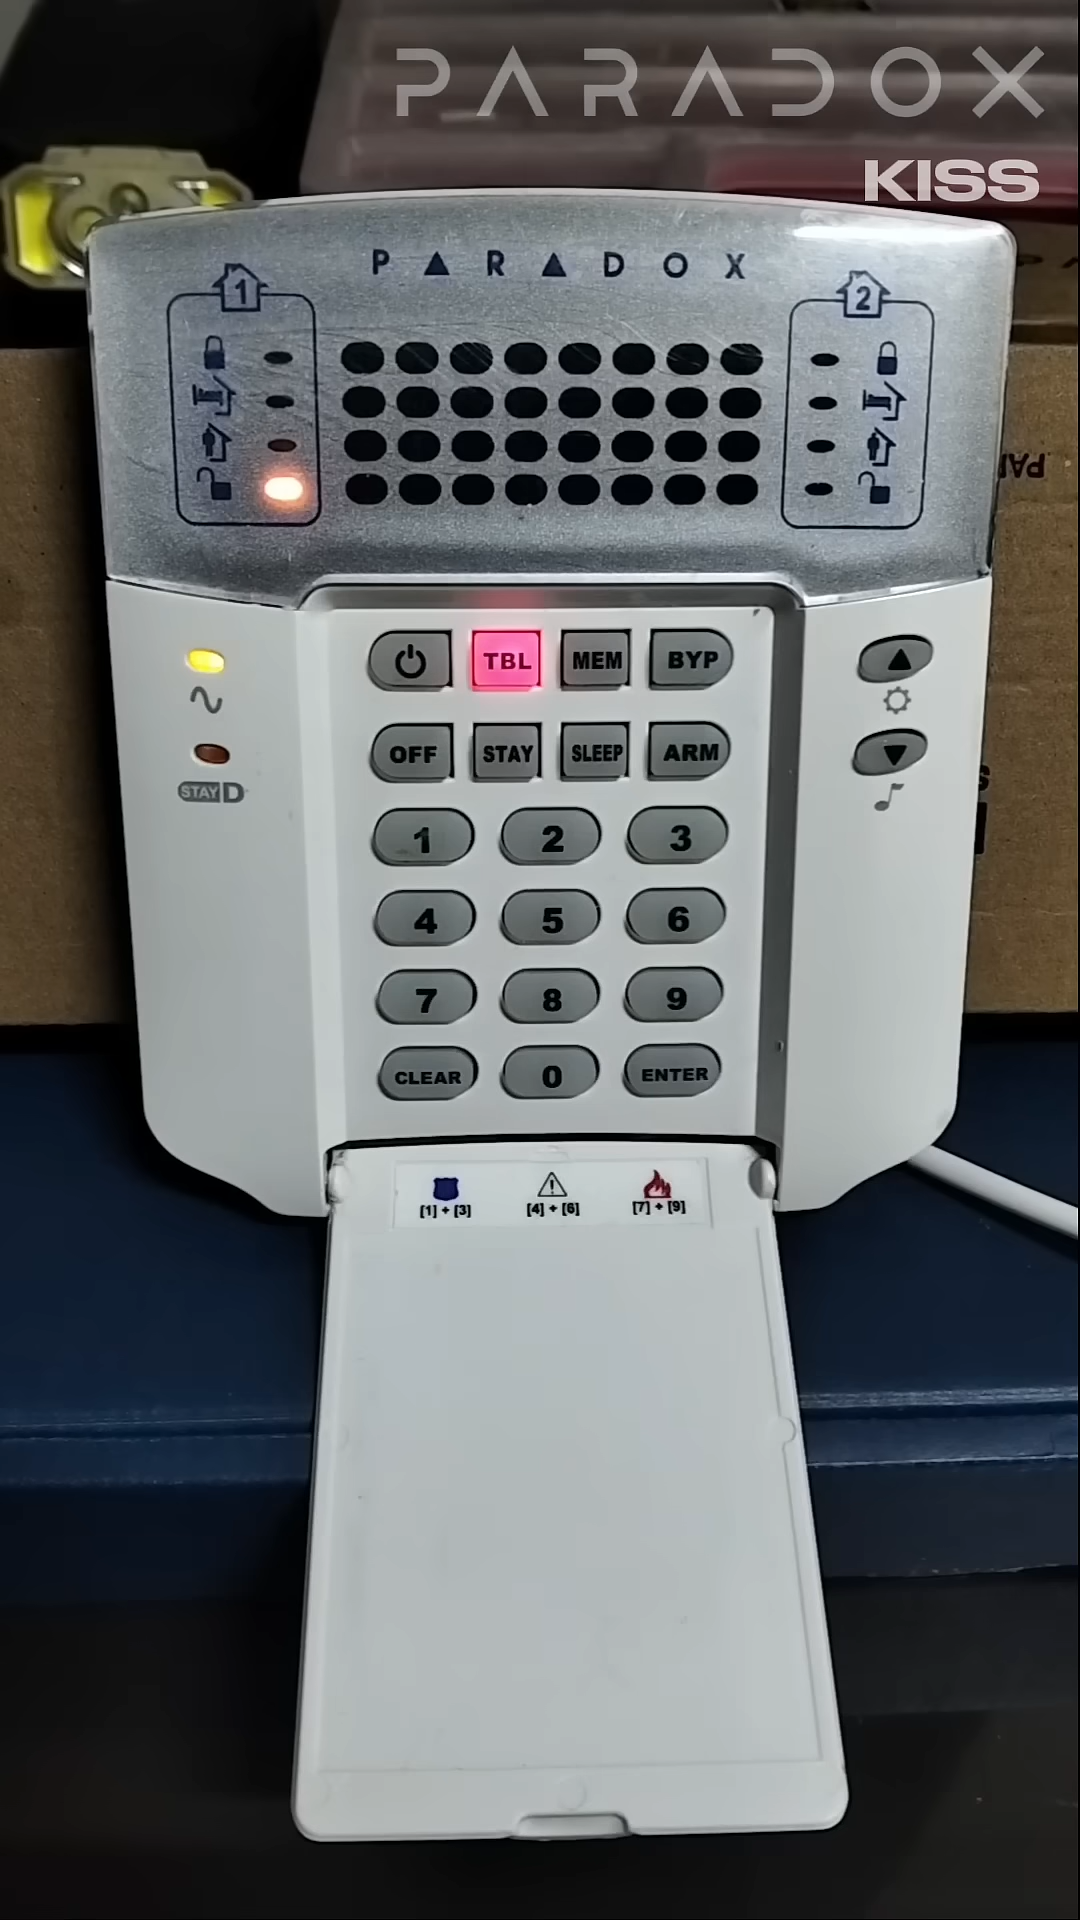 PARADOX
KISS
PARADOX
1
2
PA
TBL MEM BYP
OFF STAY SLEEP ARM
STAY D
1 2 3
4 5 6
7 8 9
CLEAR 0 ENTER
[1] + [3] [4] + [6] [7] + [9]